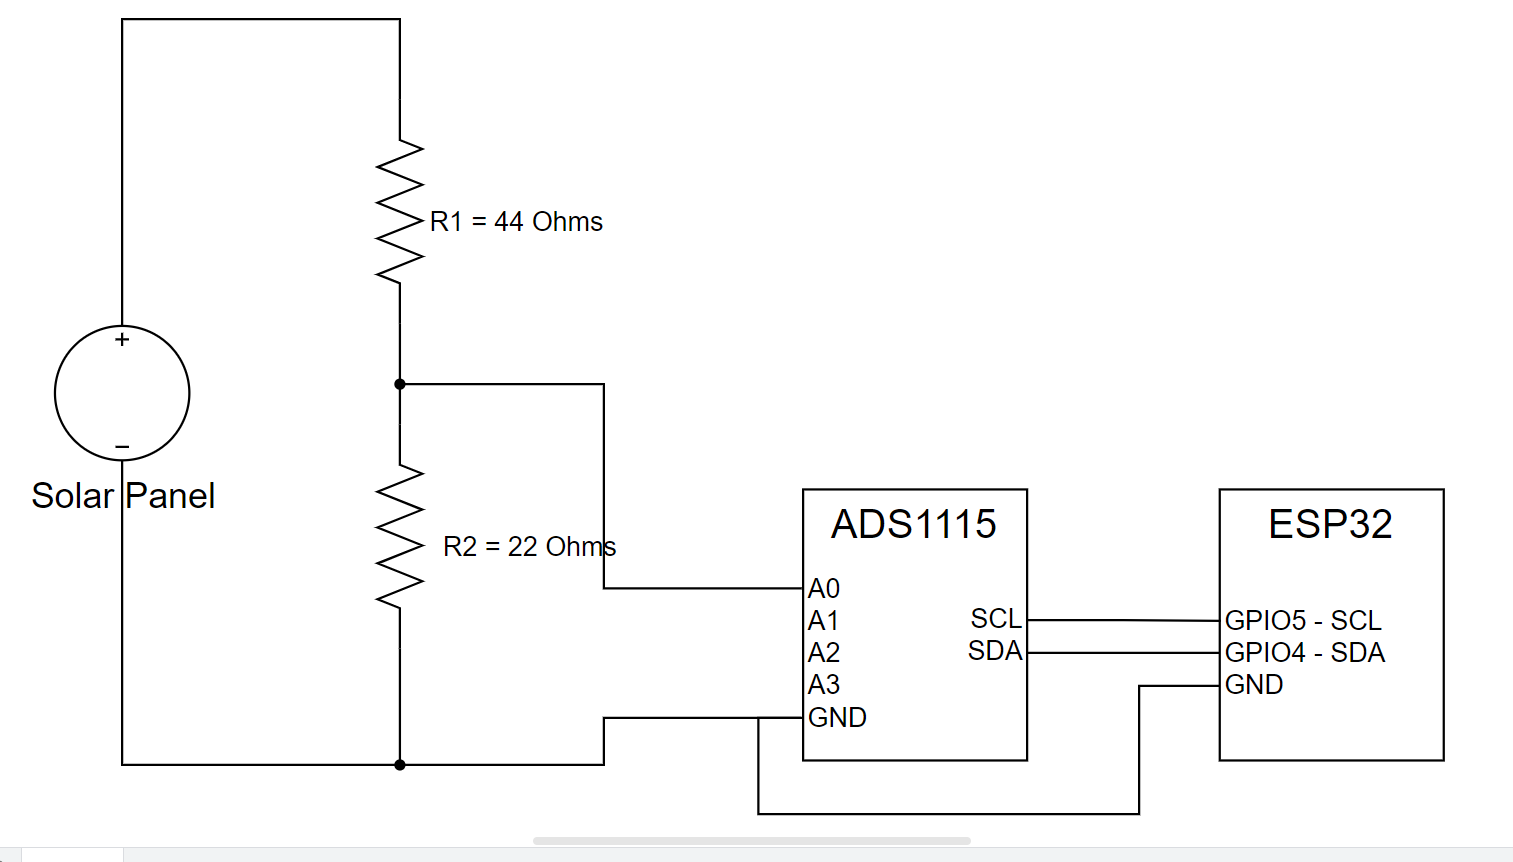 +
R1 = 44 Ohms
−
Solar Panel
R2 = 22 Ohms
ADS1115
A0
A1
A2
A3
GND
SCL
SDA
ESP32
GPIO5 - SCL
GPIO4 - SDA
GND